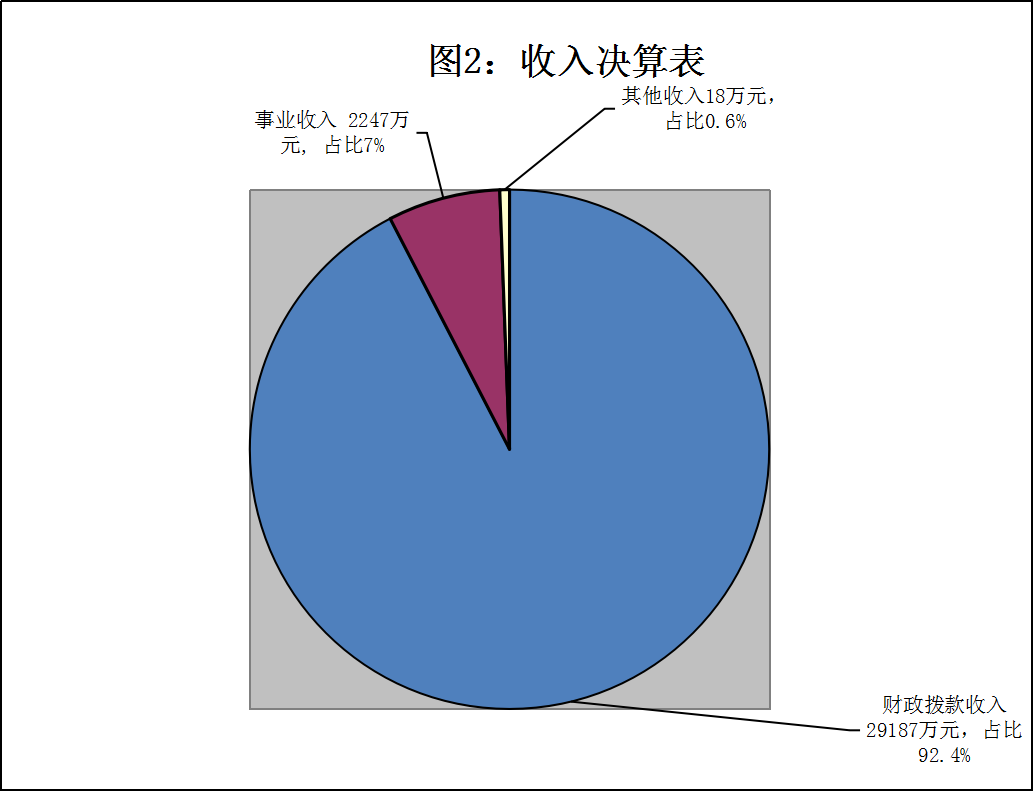 图2：收入决算表
其他收入18万元，
占比0.6%
事业收入 2247万
元, 占比7%
财政拨款收入
29187万元，占比
92.4%